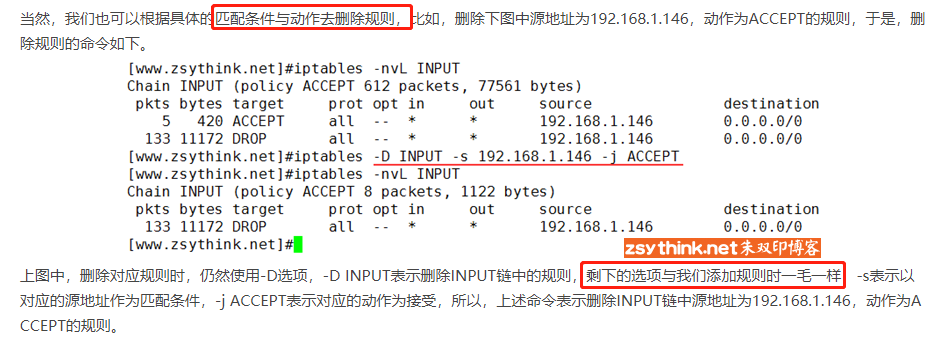 当然，我们也可以根据具体的匹配条件与动作去删除规则，比如，删除下图中源地址为192.168.1.146，动作为ACCEPT的规则，于是，删
除规则的命令如下。
[www.zsythink.net]#iptables -nvL INPUT
Chain INPUT (policy ACCEPT 612 packets, 77561 bytes)
pkts bytes target prot opt in out source destination
5 420 ACCEPT all -- * * 192.168.1.146 0.0.0.0/0
133 11172 DROP all -- * * 192.168.1.146 0.0.0.0/0
[www.zsythink.net]#iptables -D INPUT -s 192.168.1.146 -j ACCEPT
[www.zsythink.net]#iptables -nvL INPUT
Chain INPUT (policy ACCEPT 8 packets, 1122 bytes)
pkts bytes target prot opt in out source destination
133 11172 DROP all -- * * 192.168.1.146 0.0.0.0/0
[www.zsythink.net]#
zsythink.net朱双印博客
上图中，删除对应规则时，仍然使用-D选项，-D INPUT表示删除INPUT链中的规则，剩下的选项与我们添加规则时一毛一样 -s表示以
对应的源地址作为匹配条件，-j ACCEPT表示对应的动作为接受，所以，上述命令表示删除INPUT链中源地址为192.168.1.146，动作为A
CCEPT的规则。